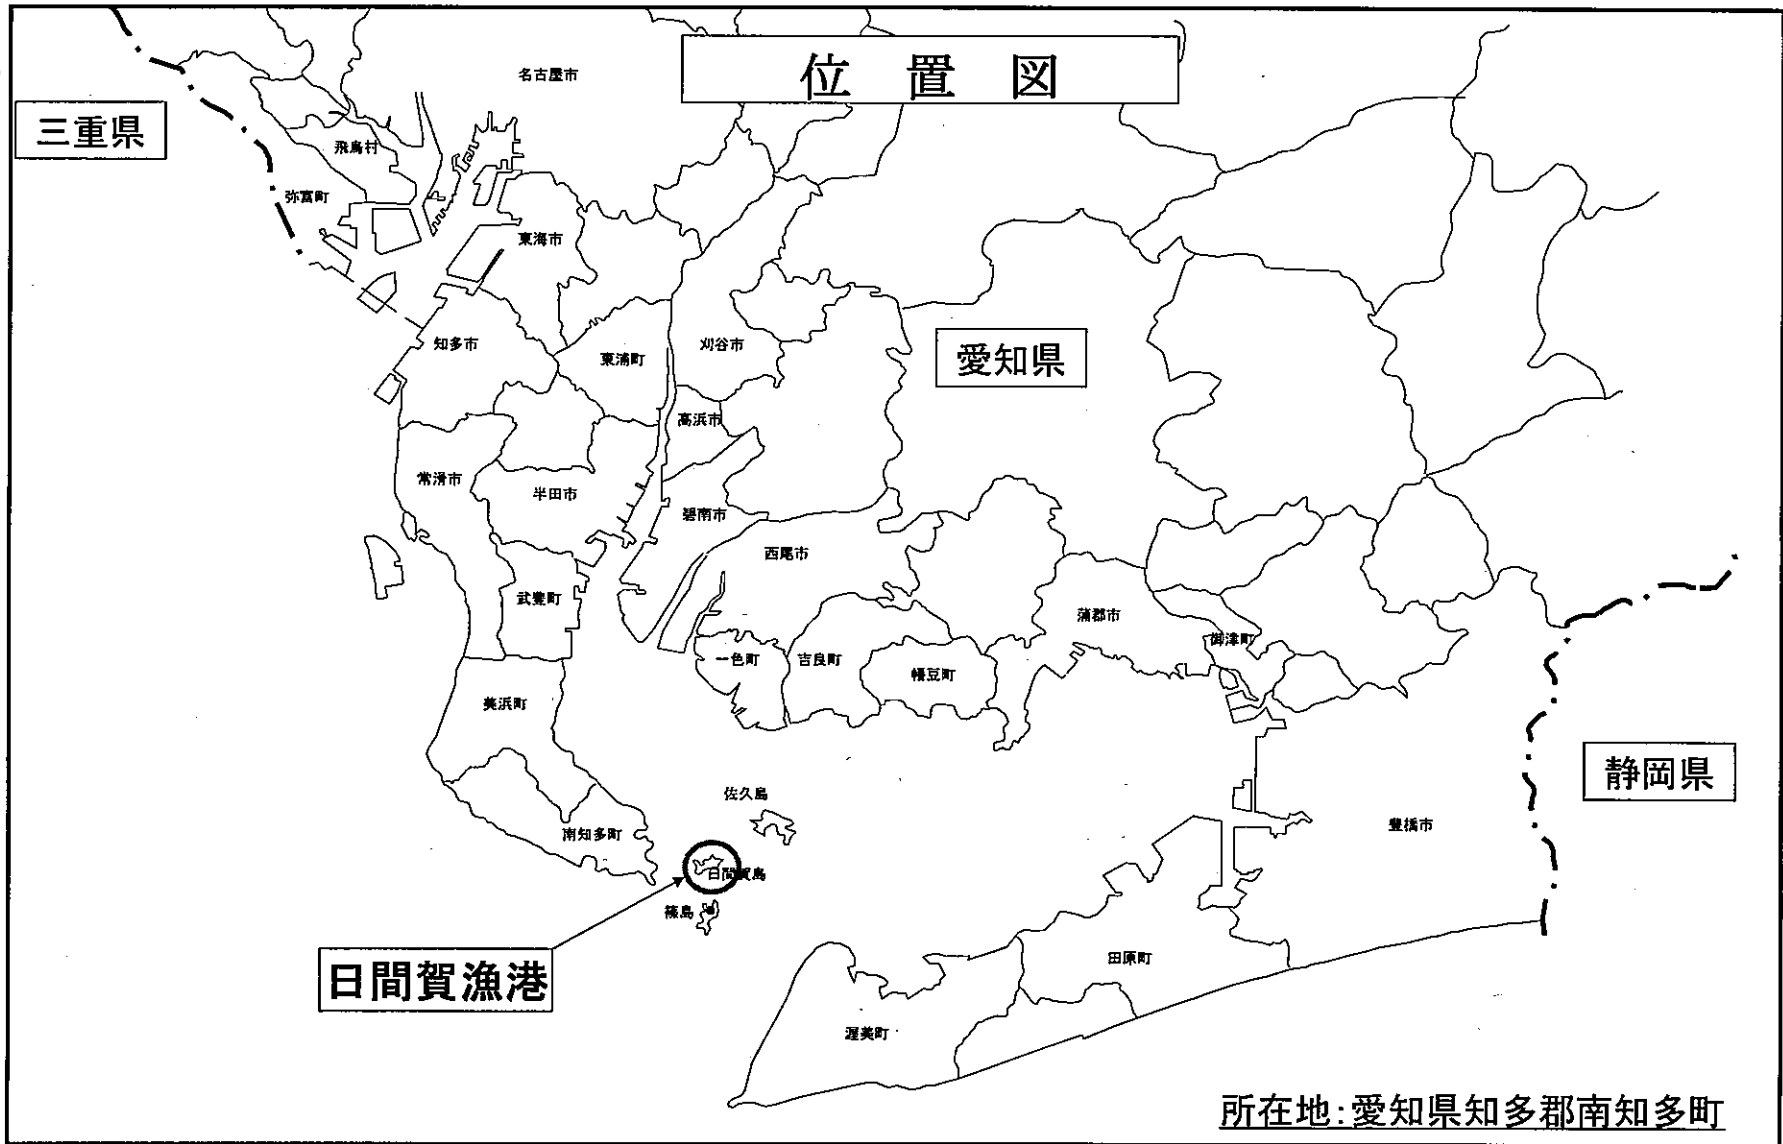 位置図
名古屋市
三重県
飛島村
弥富町
東海市
知多市
東浦町
刈谷市
愛知県
高浜市
常滑市
半田市
碧南市
西尾市
武豊町
蒲郡市
御津町
一色町
吉良町
幡豆町
美浜町
静岡県
佐久島
南知多町
豊橋市
日間賀島
篠島
日間賀漁港
田原町
渥美町
所在地:愛知県知多郡南知多町